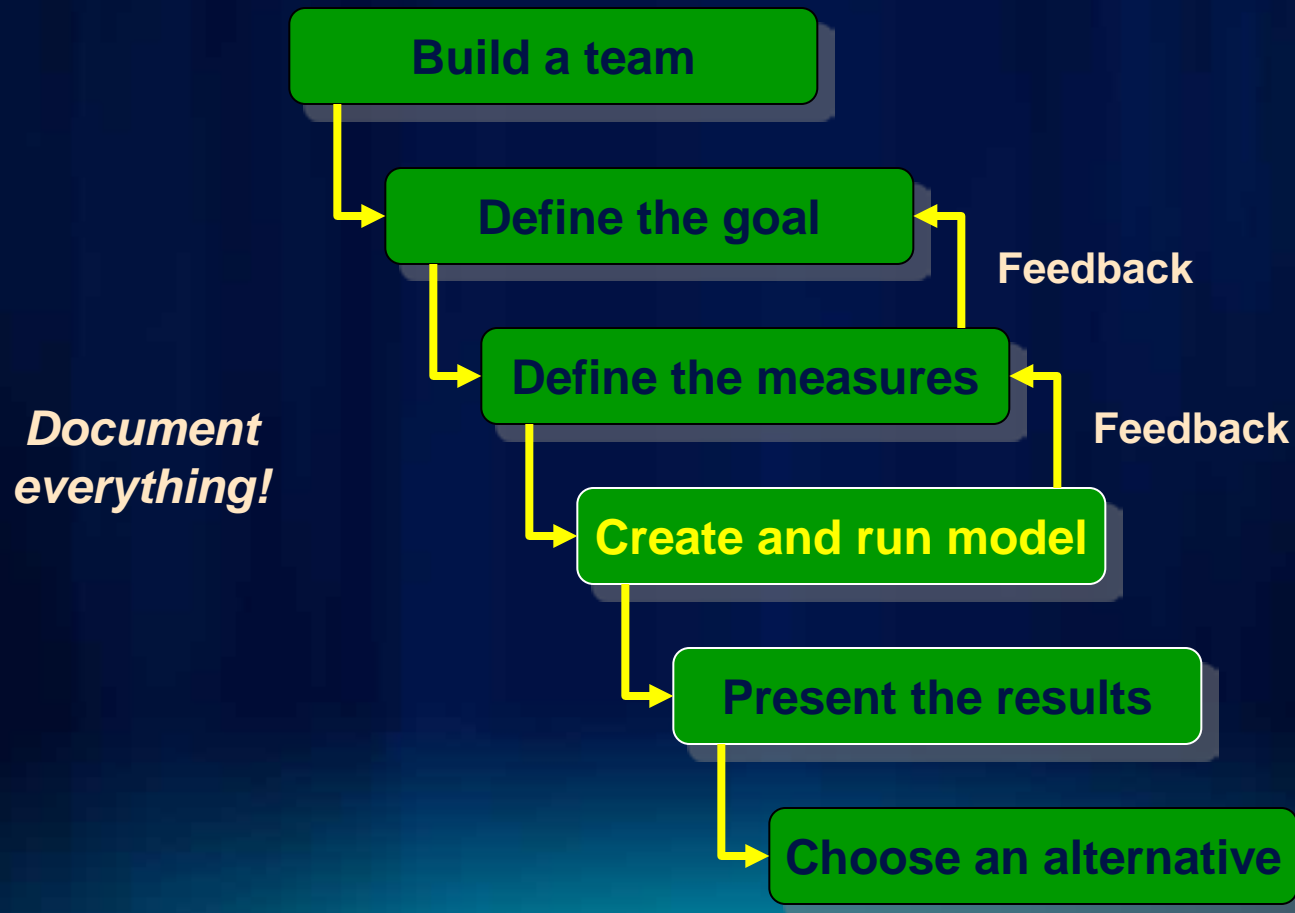 Build a team
Define the goal
Feedback
Define the measures
Document
everything!
Feedback
Create and run model
Present the results
Choose an alternative